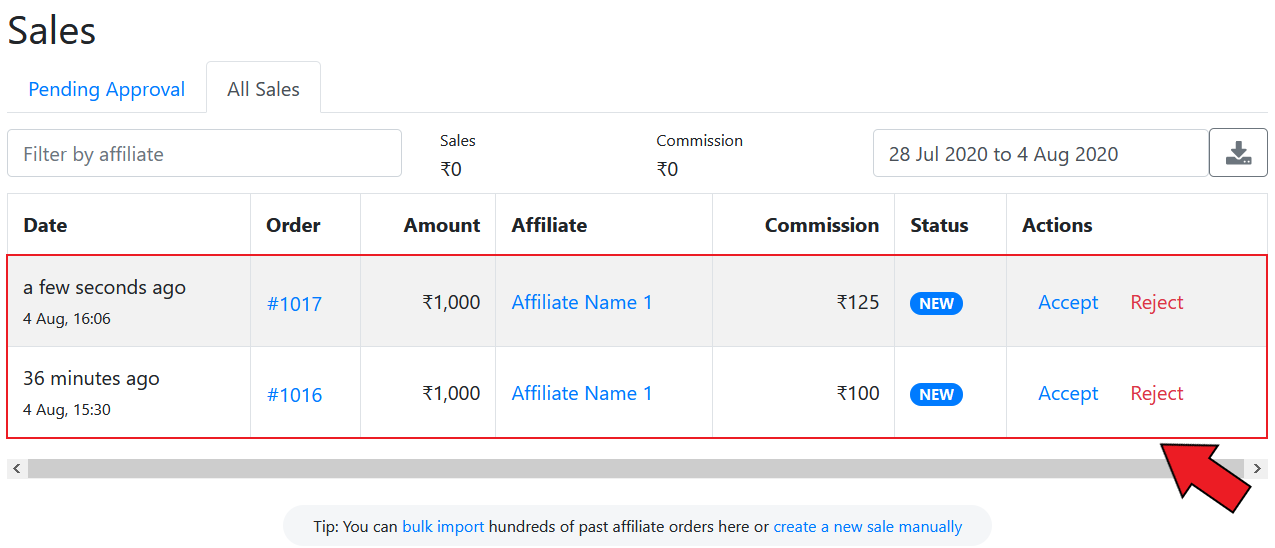 Sales
Pending Approval All Sales
Filter by affiliate Sales Commission 28 Jul 2020 to 4 Aug 2020
₹0 ₹0
Date Order Amount Affiliate Commission Status Actions
a few seconds ago #1017 ₹1,000 Affiliate Name 1 ₹125 NEW Accept Reject
4 Aug, 16:06
36 minutes ago #1016 ₹1,000 Affiliate Name 1 ₹100 NEW Accept Reject
4 Aug, 15:30
Tip: You can bulk import hundreds of past affiliate orders here or create a new sale manually